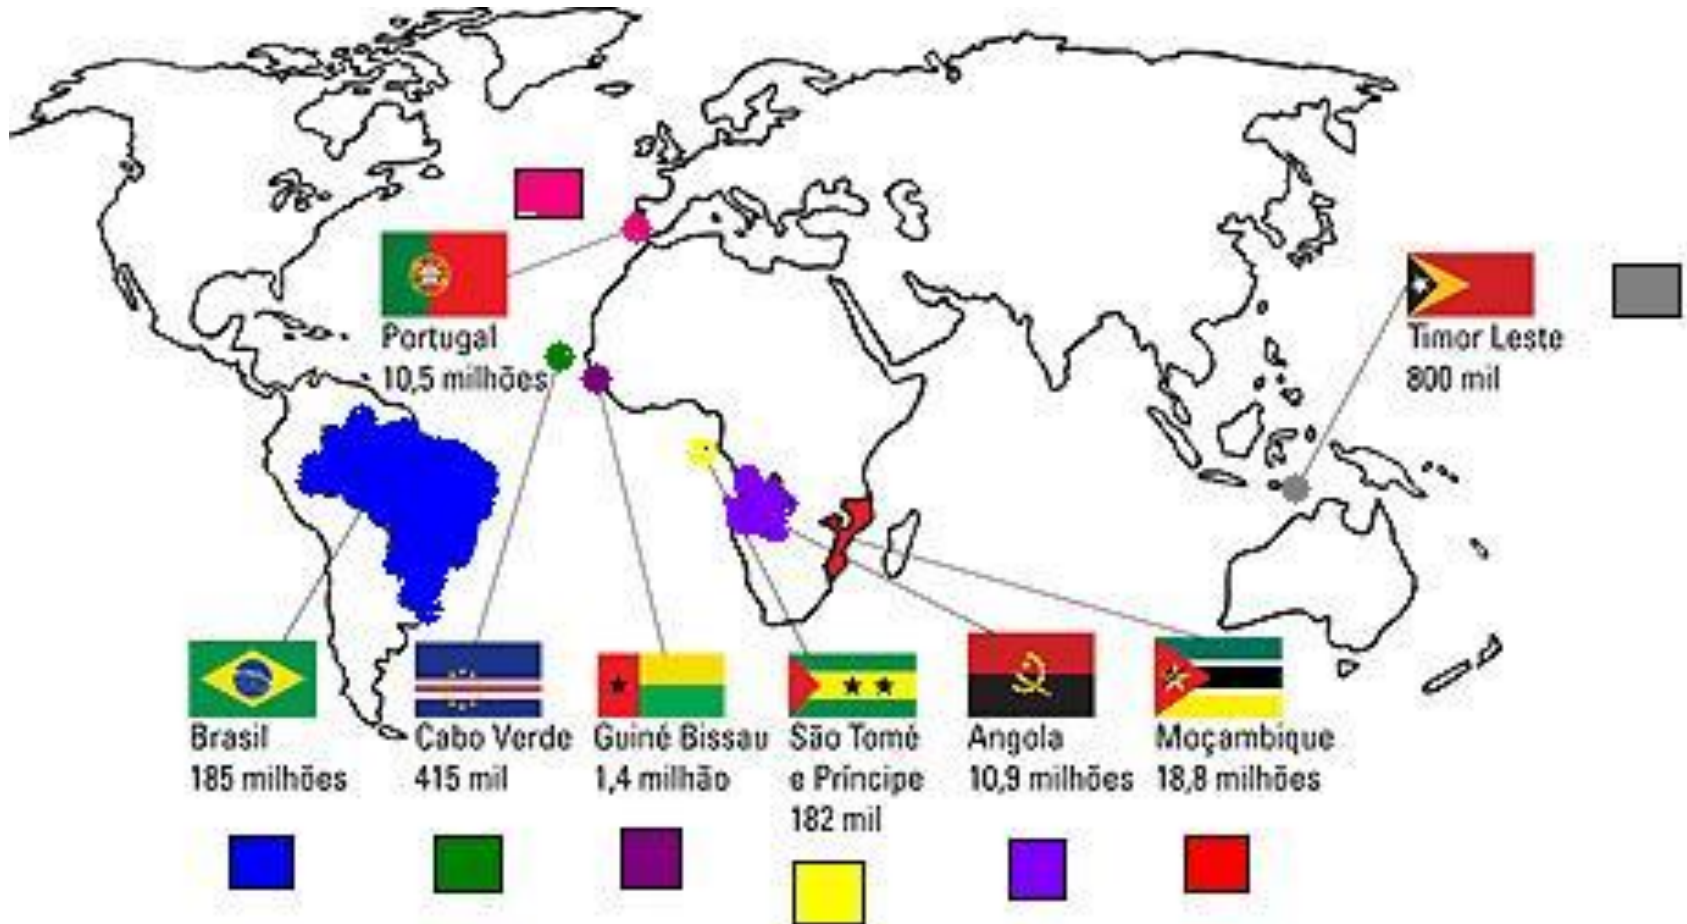 Portugal
10,5 milhões
Timor Leste
800 mil
Brasil
185 milhões
Cabo Verde
415 mil
Guiné Bissau
1,4 milhão
São Tomé
e Príncipe
182 mil
Angola
10,9 milhões
Moçambique
18,8 milhões